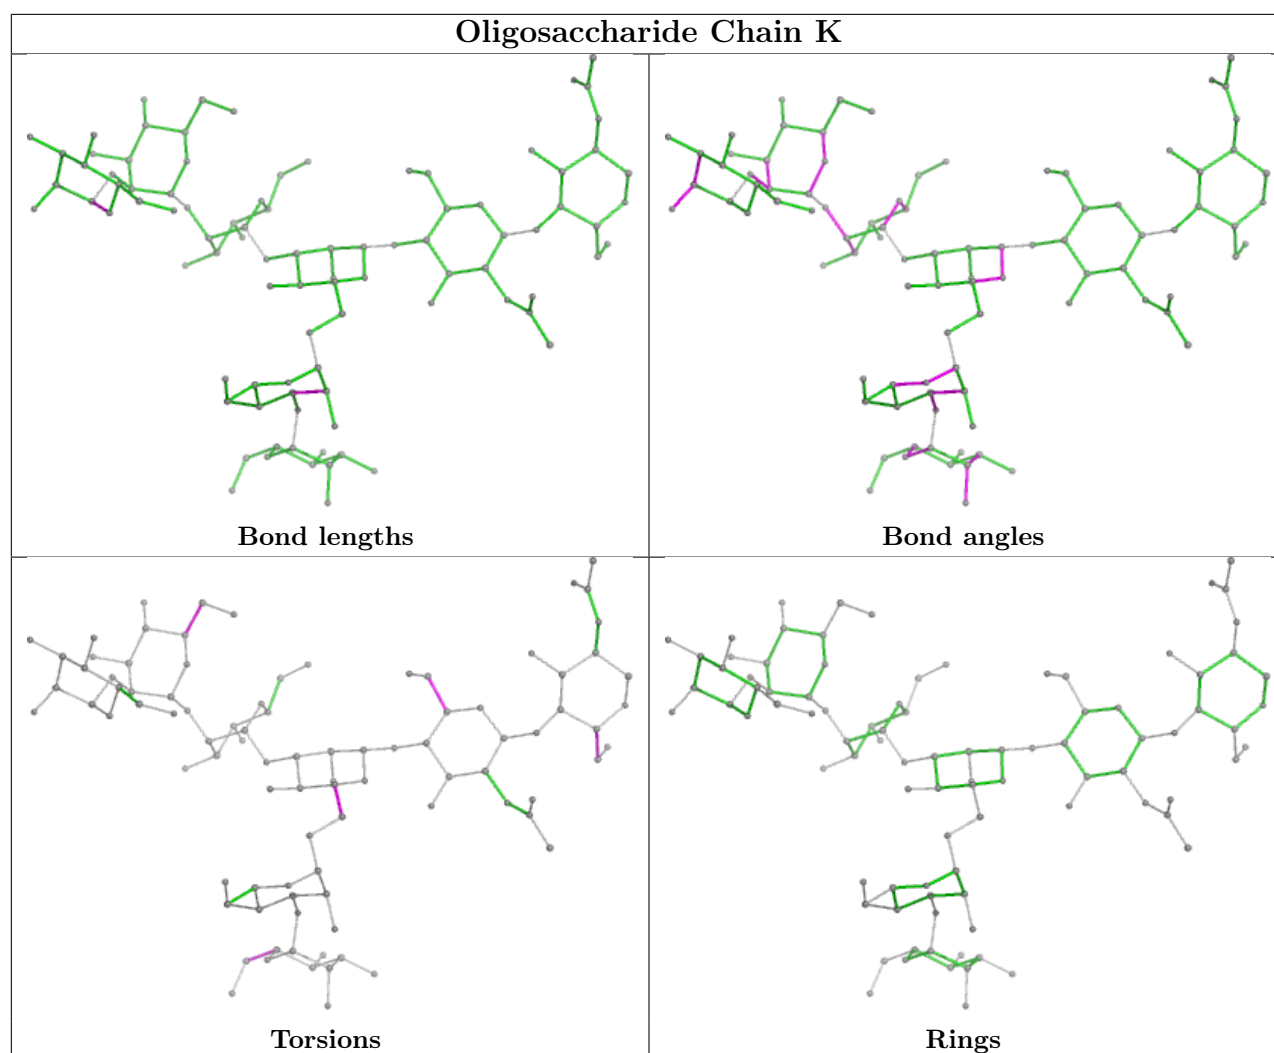 Oligosaccharide Chain K
Bond lengths
Bond angles
Torsions
Rings